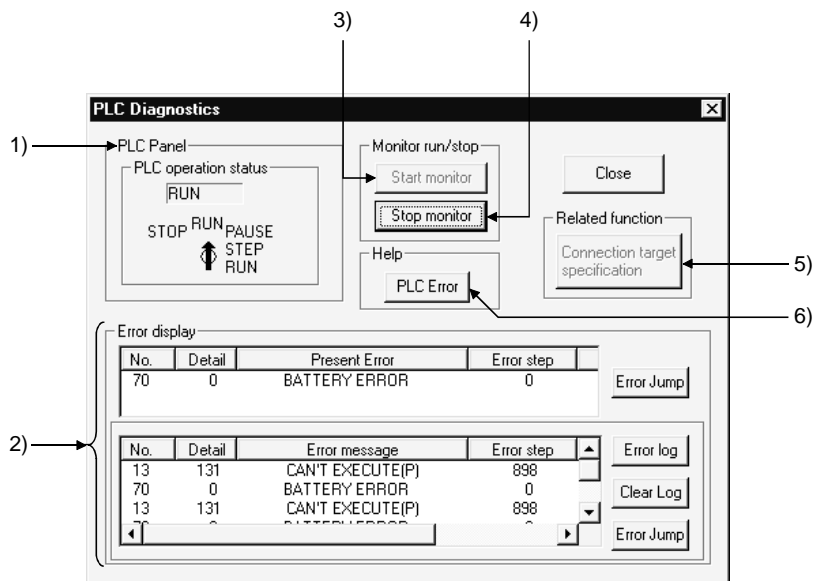 3)
4)
PLC Diagnostics
1)
PLC Panel
PLC operation status
RUN
STOP RUN PAUSE
STEP
RUN
Monitor run/stop
Start monitor
Stop monitor
Help
PLC Error
Close
Related function
Connection target
specification
5)
6)
2)
Error display
No. Detail Present Error Error step
70 0 BATTERY ERROR 0
Error Jump
No. Detail Error message Error step
13 131 CAN'T EXECUTE(P) 898
70 0 BATTERY ERROR 0
13 131 CAN'T EXECUTE(P) 898
Error log
Clear Log
Error Jump